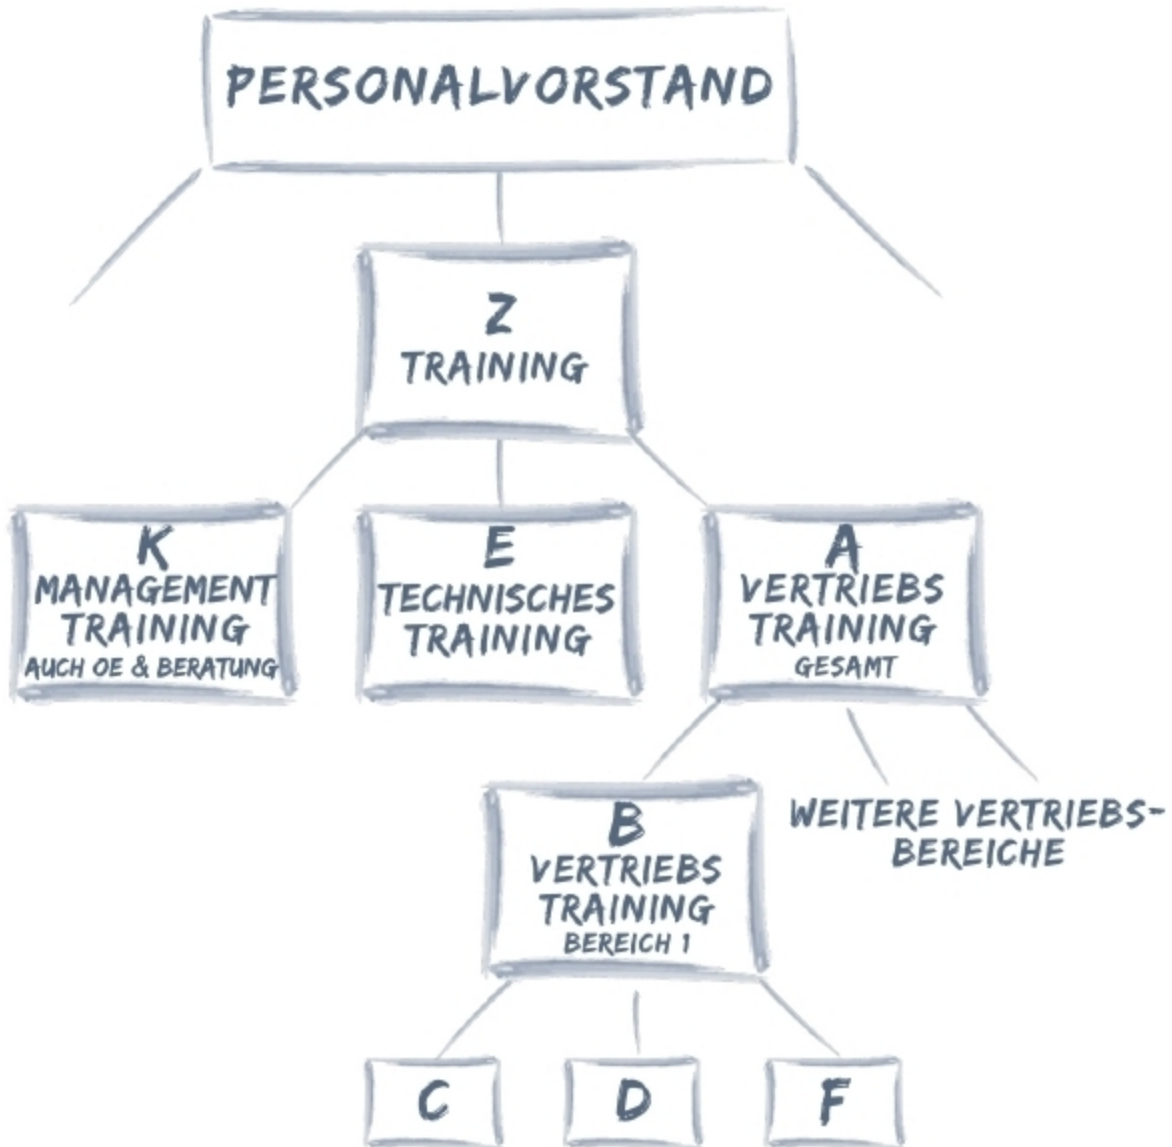 PERSONALVORSTAND
Z
TRAINING
K
MANAGEMENT
TRAINING
AUCH OE & BERATUNG
E
TECHNISCHES
TRAINING
A
VERTRIEBS
TRAINING
GESAMT
B
VERTRIEBS
TRAINING
BEREICH 1
WEITERE VERTRIEBS-
BEREICHE
C
D
F